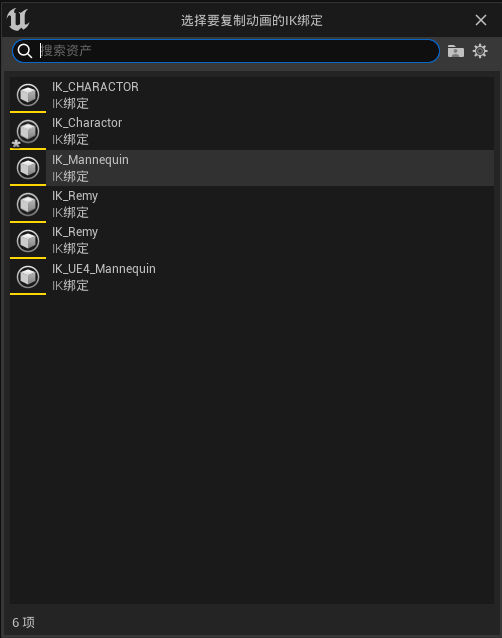 选择要复制动画的IK绑定
搜索资产
IK_CHARACTOR
IK绑定
IK_Charactor
IK绑定
IK_Mannequin
IK绑定
IK_Remy
IK绑定
IK_Remy
IK绑定
IK_UE4_Mannequin
IK绑定
6 项